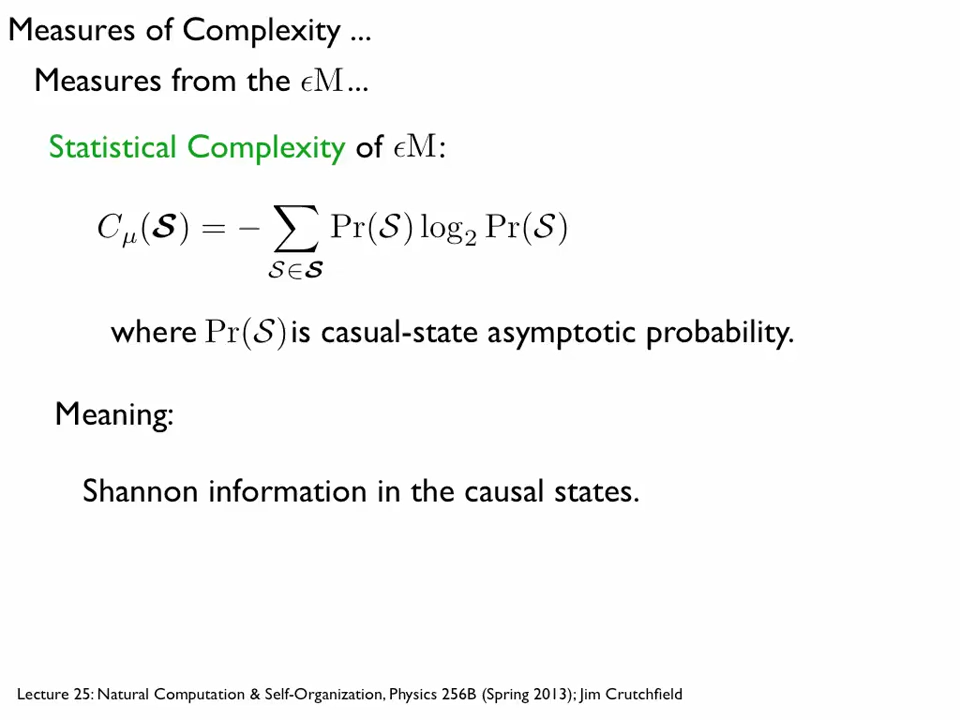 Measures of Complexity ...
Measures from the ϵM...
Statistical Complexity of ϵM:
C_μ(𝓢) = − ∑_{𝒮∈𝓢} Pr(𝒮) log₂ Pr(𝒮)
where Pr(𝒮) is casual-state asymptotic probability.
Meaning:
Shannon information in the causal states.
Lecture 25: Natural Computation & Self-Organization, Physics 256B (Spring 2013); Jim Crutchfield